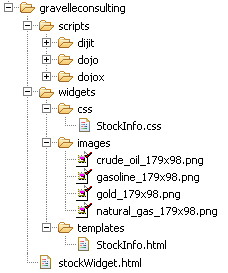 gravelleconsulting
scripts
dijit
dojo
dojox
widgets
css
StockInfo.css
images
crude_oil_179x98.png
gasoline_179x98.png
gold_179x98.png
natural_gas_179x98.png
templates
StockInfo.html
stockWidget.html